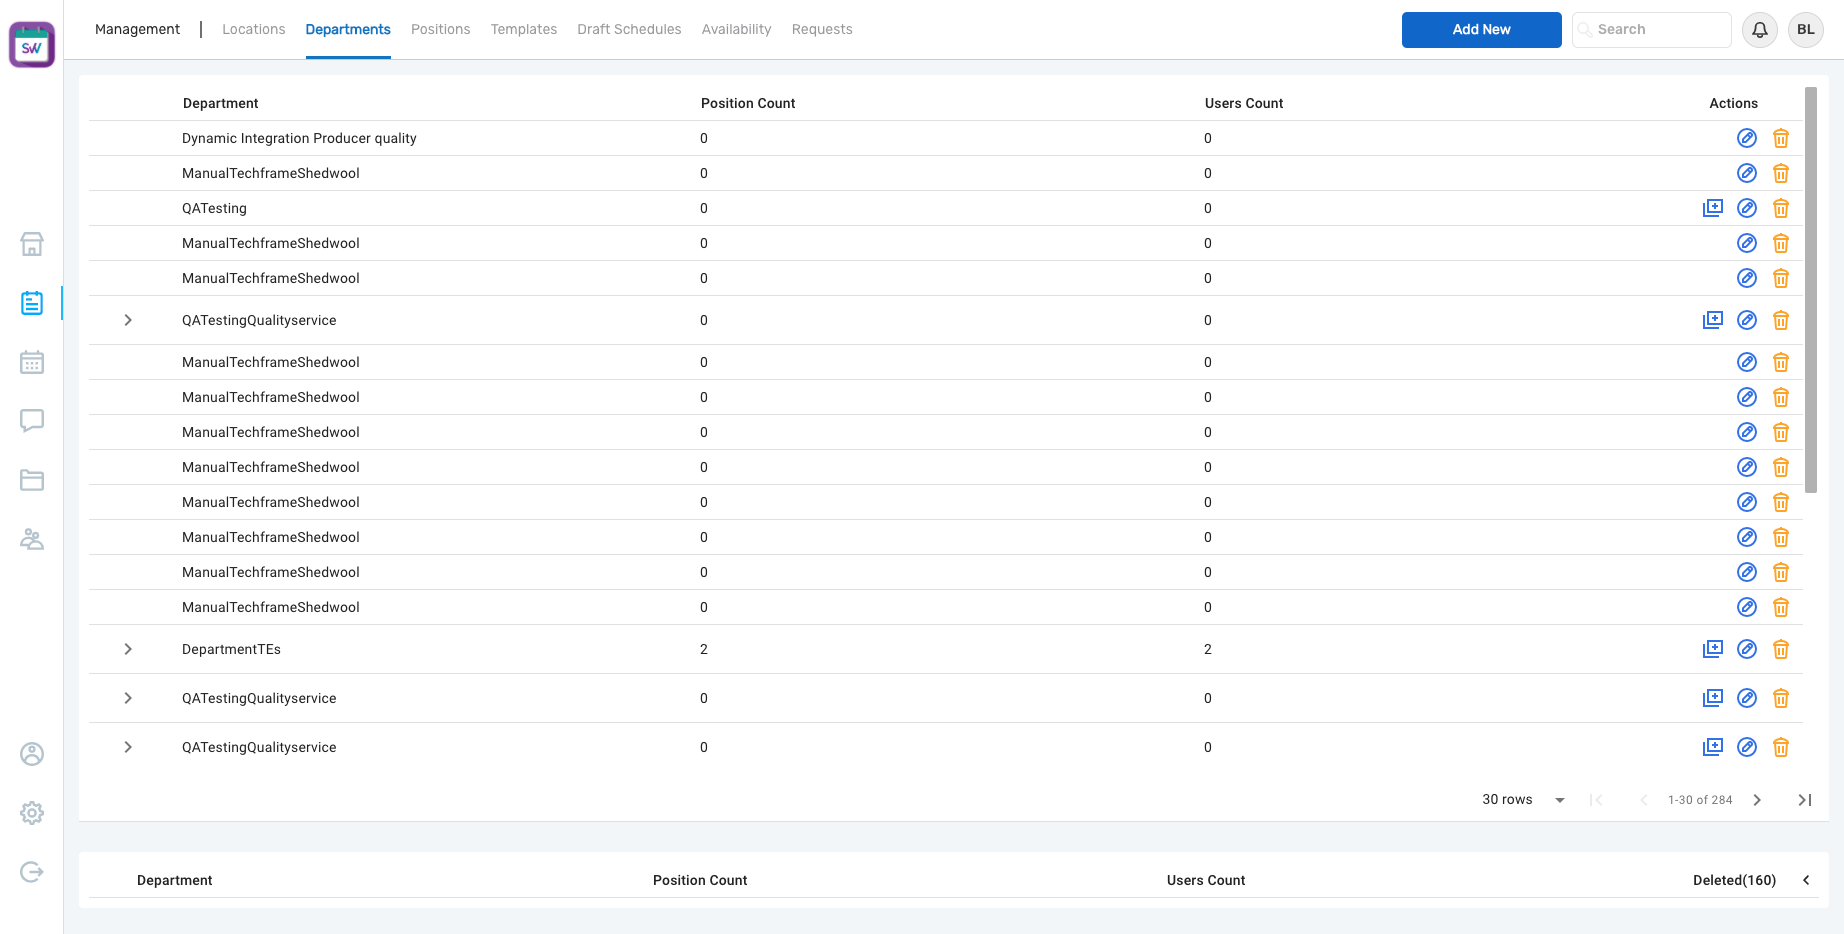 SW
Management | Locations Departments Positions Templates Draft Schedules Availability Requests Add New Search BL
Department Position Count Users Count Actions
Dynamic Integration Producer quality 0 0
ManualTechframeShedwool 0 0
QATesting 0 0
ManualTechframeShedwool 0 0
ManualTechframeShedwool 0 0
QATestingQualityservice 0 0
ManualTechframeShedwool 0 0
ManualTechframeShedwool 0 0
ManualTechframeShedwool 0 0
ManualTechframeShedwool 0 0
ManualTechframeShedwool 0 0
ManualTechframeShedwool 0 0
ManualTechframeShedwool 0 0
ManualTechframeShedwool 0 0
DepartmentTEs 2 2
QATestingQualityservice 0 0
QATestingQualityservice 0 0
30 rows 1-30 of 284
Department Position Count Users Count Deleted(160)